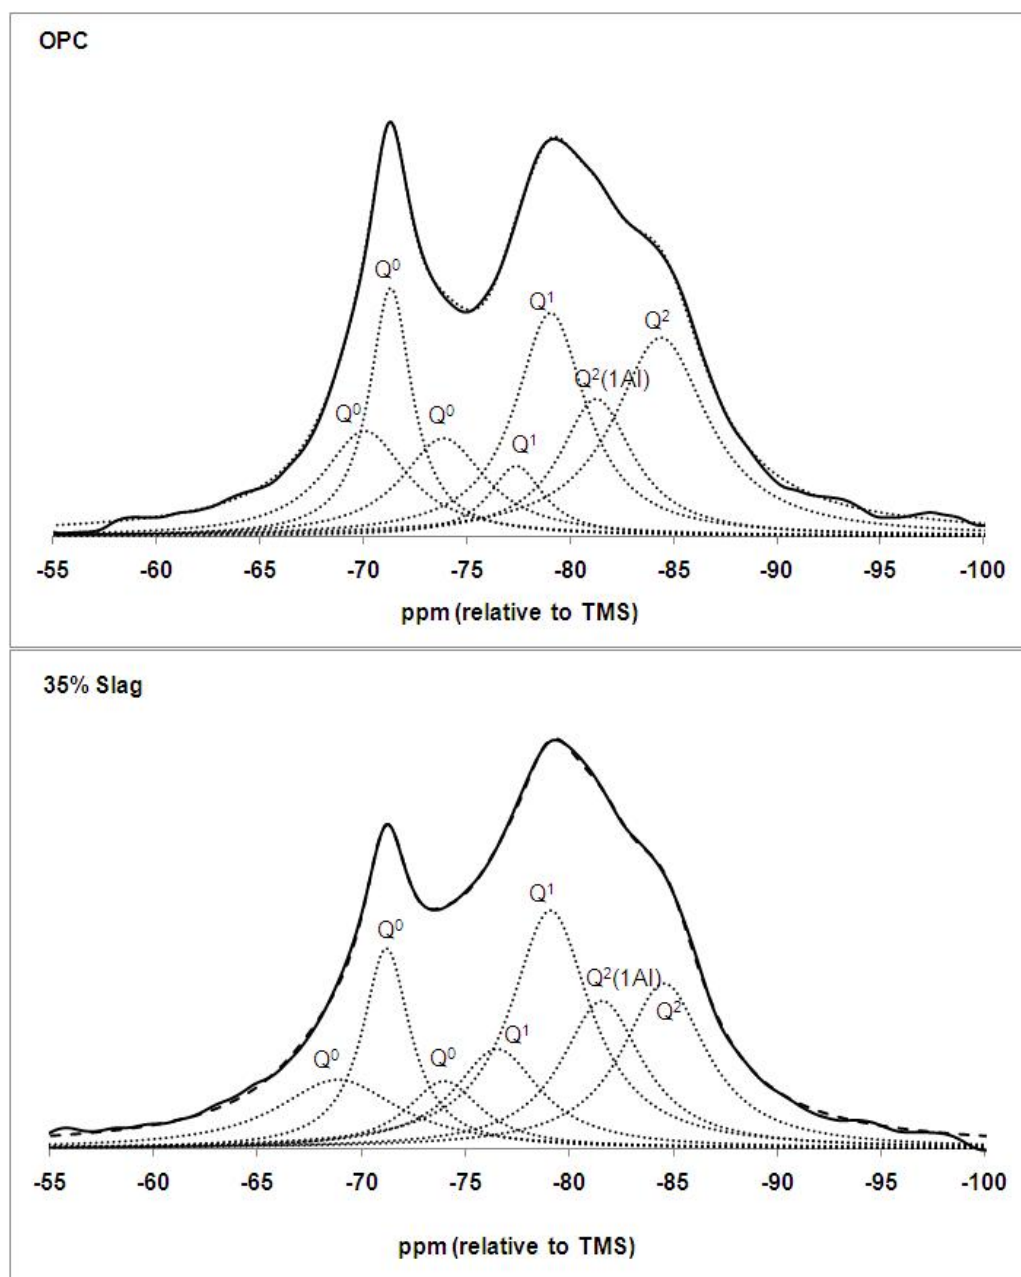 OPC
Q⁰
Q¹
Q²
Q²(1Al)
Q⁰
Q⁰
Q¹
-55 -60 -65 -70 -75 -80 -85 -90 -95 -100
ppm (relative to TMS)
35% Slag
Q¹
Q⁰
Q²(1Al)
Q²
Q¹
Q⁰
Q⁰
-55 -60 -65 -70 -75 -80 -85 -90 -95 -100
ppm (relative to TMS)